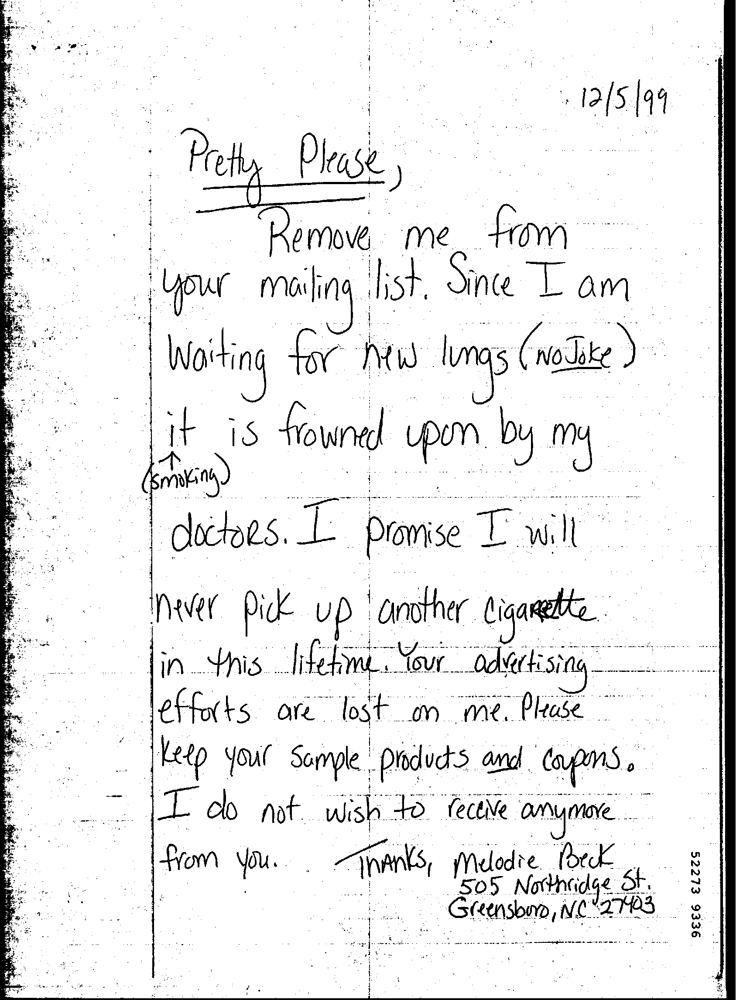 12/5/99
Pretty Please,
Remove me from
your mailing list. Since I am
waiting for new lungs (no Joke)
it is frowned upon by my
↑
(smoking)
doctors. I promise I will
never pick up another cigarette
in this lifetime. Your advertising
efforts are lost on me. Please
keep your sample products and coupons.
I do not wish to receive anymore
from you. Thanks, Melodie Beck
505 Northridge St.
Greensboro, NC 27403
52273 9336